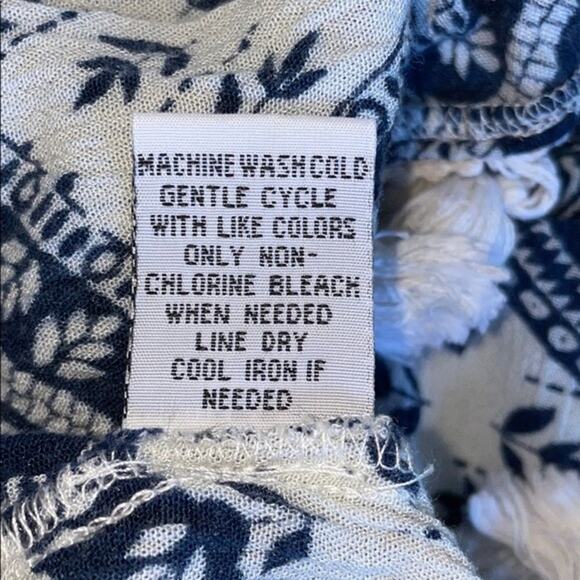 MACHINE WASH COLD
GENTLE CYCLE
WITH LIKE COLORS
ONLY NON-
CHLORINE BLEACH
WHEN NEEDED
LINE DRY
COOL IRON IF
NEEDED